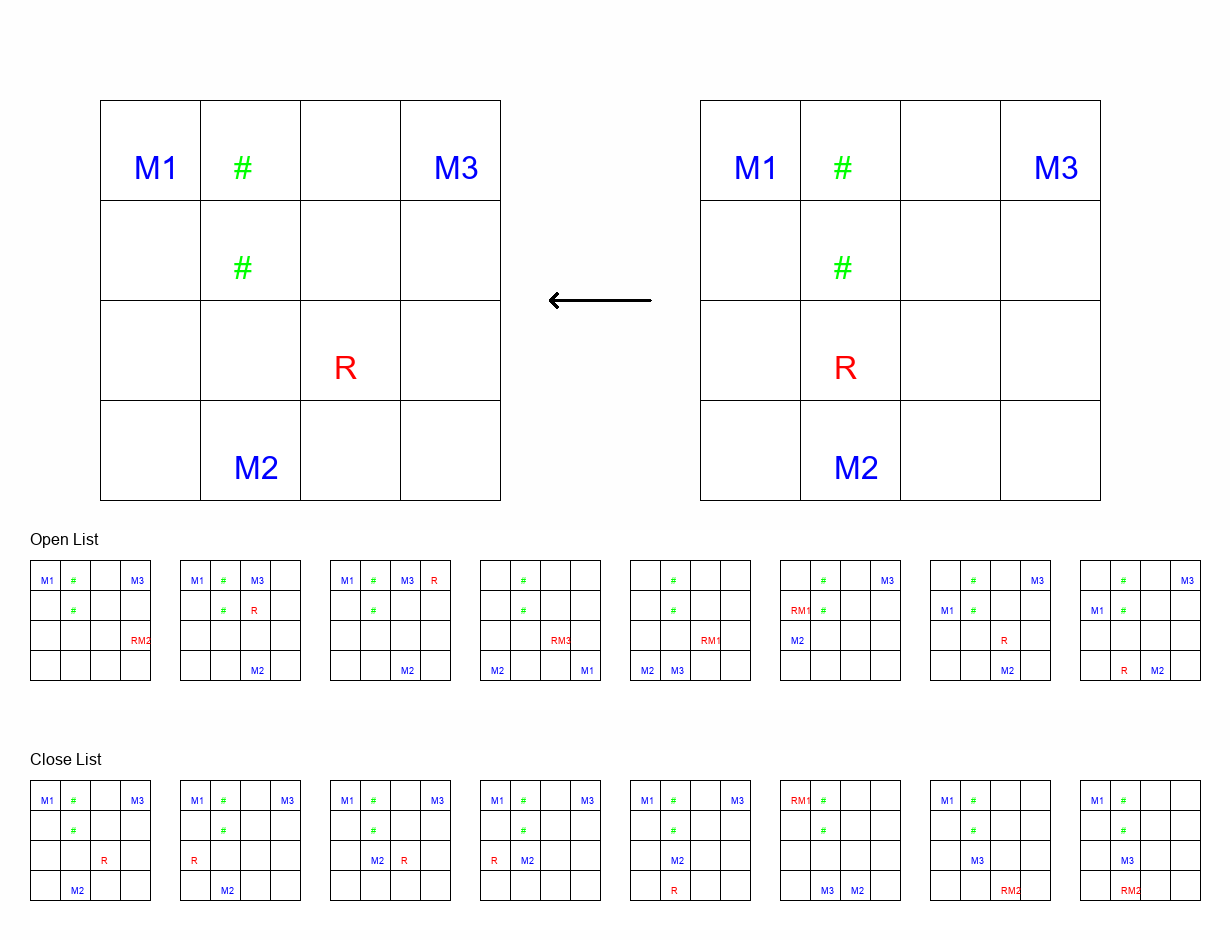 M1 # M3 M1 # M3
# #
R R
M2 M2
Open List
M1 # M3 M1 # M3 M1 # M3 R # # # M3 # M3 # M3
# # R # # # RM1 # M1 # M1 #
RM2 RM3 RM1 M2 R
M2 M2 M2 M1 M2 M3 M2 R M2
Close List
M1 # M3 M1 # M3 M1 # M3 M1 # M3 M1 # M3 RM1 # M1 # M1 #
# # # # # # # #
R R M2 R R M2 M2 M3 M3
M2 M2 R M3 M2 RM2 RM2